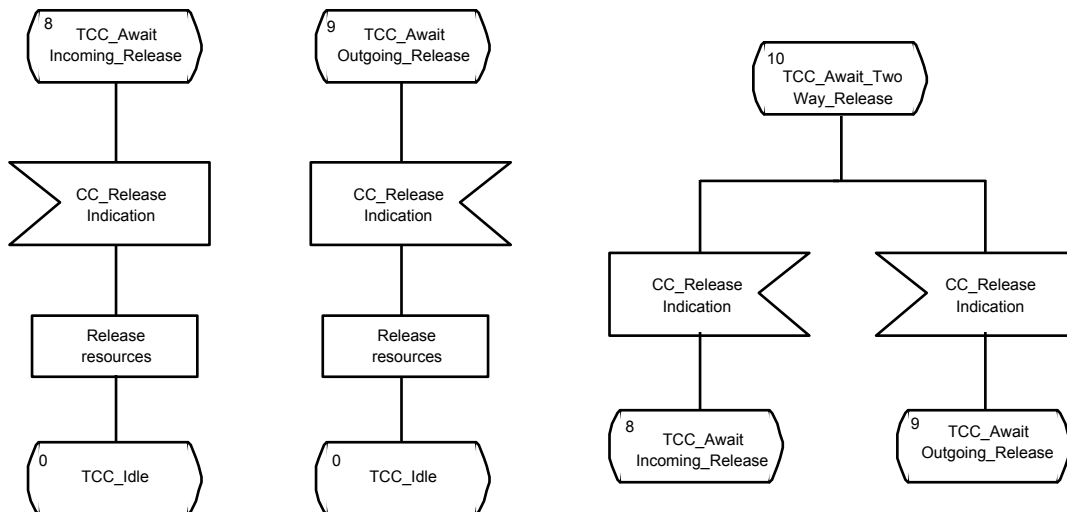 8
TCC_Await
Incoming_Release
CC_Release
Indication
Release
resources
0
TCC_Idle
9
TCC_Await
Outgoing_Release
CC_Release
Indication
Release
resources
0
TCC_Idle
10
TCC_Await_Two
Way_Release
CC_Release
Indication
8
TCC_Await
Incoming_Release
CC_Release
Indication
9
TCC_Await
Outgoing_Release